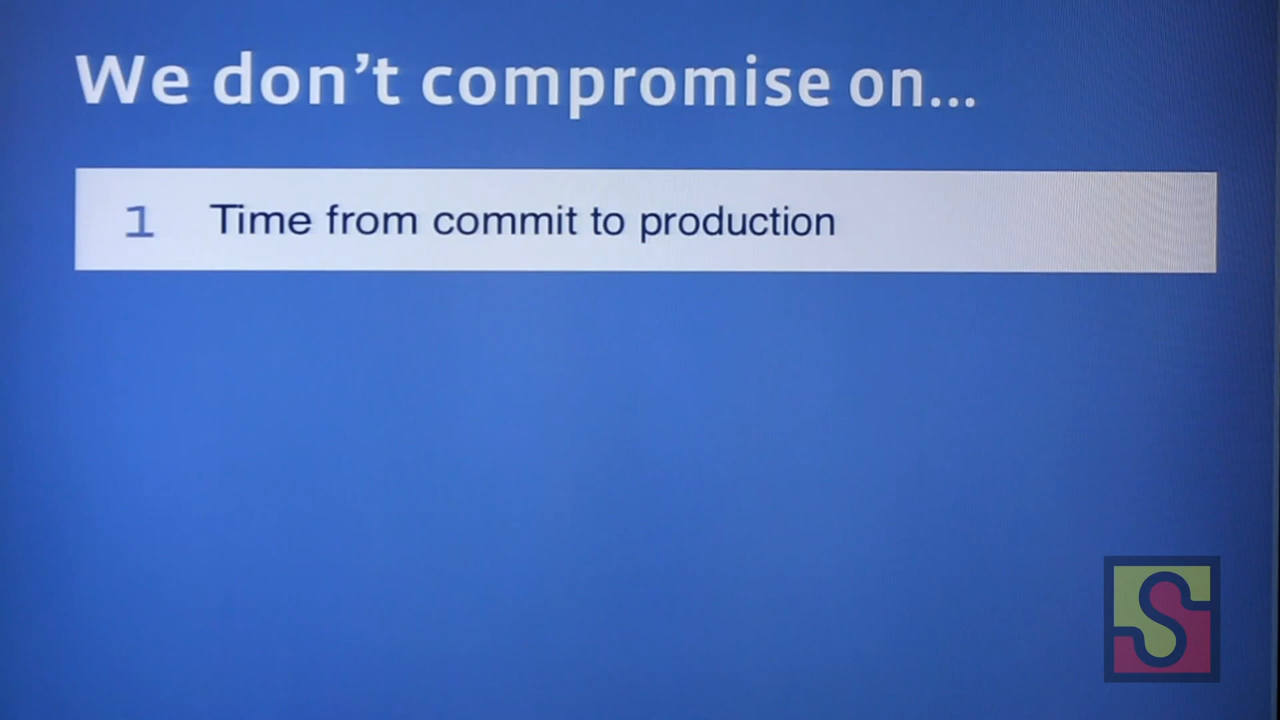 We don’t compromise on...
1 Time from commit to production